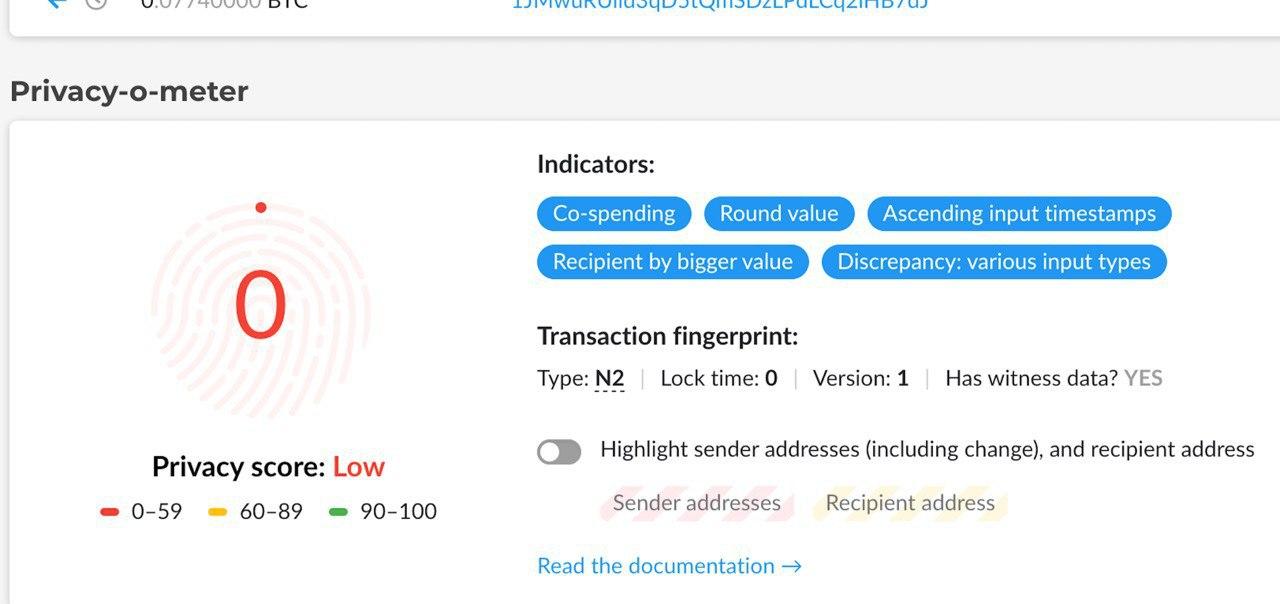 BTC
Privacy-o-meter
Indicators:
Co-spending Round value Ascending input timestamps
Recipient by bigger value Discrepancy: various input types
0
Transaction fingerprint:
Type: N2 | Lock time: 0 | Version: 1 | Has witness data? YES
Highlight sender addresses (including change), and recipient address
Privacy score: Low
Sender addresses Recipient address
0–59 60–89 90–100
Read the documentation →